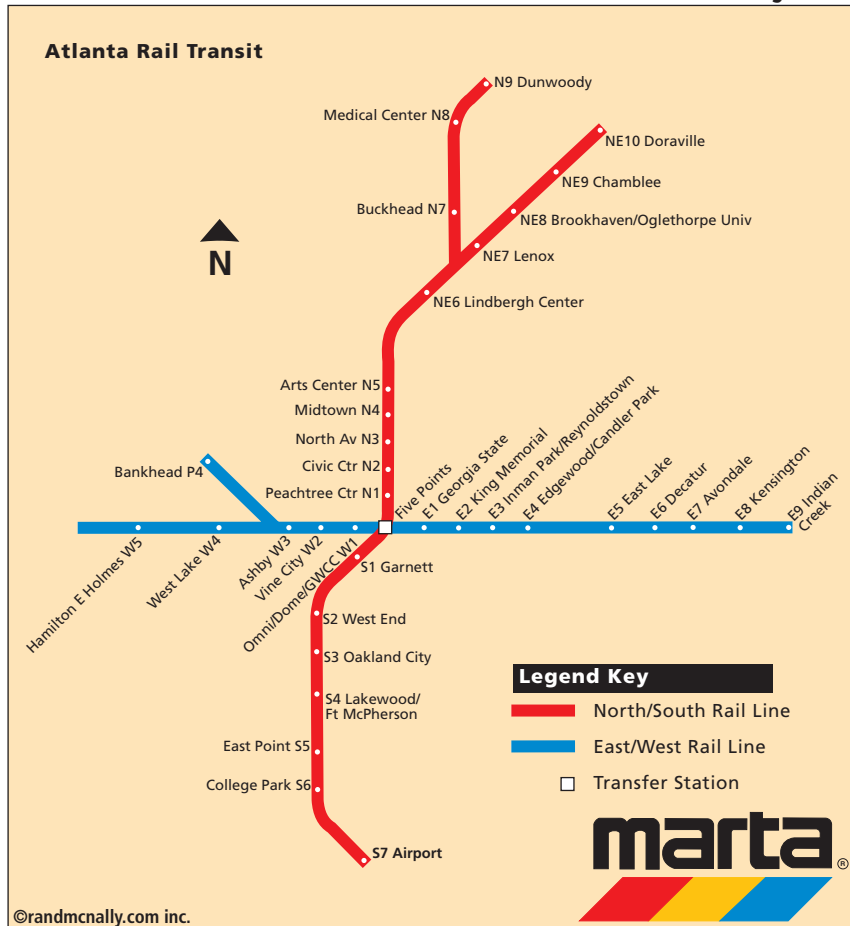 Atlanta Rail Transit
N9 Dunwoody
Medical Center N8
NE10 Doraville
NE9 Chamblee
Buckhead N7
NE8 Brookhaven/Oglethorpe Univ
N
NE7 Lenox
NE6 Lindbergh Center
Arts Center N5
Midtown N4
North Av N3
Civic Ctr N2
Peachtree Ctr N1
Bankhead P4
Five Points
E1 Georgia State
E2 King Memorial
E3 Inman Park/Reynoldstown
E4 Edgewood/Candler Park
E5 East Lake
E6 Decatur
E7 Avondale
E8 Kensington
E9 Indian
Creek
Hamilton E Holmes W5
West Lake W4
Ashby W3
Vine City W2
Omni/Dome/GWCC W1
S1 Garnett
S2 West End
S3 Oakland City
S4 Lakewood/
Ft McPherson
East Point S5
College Park S6
S7 Airport
Legend Key
North/South Rail Line
East/West Rail Line
Transfer Station
marta®
©randmcnally.com inc.